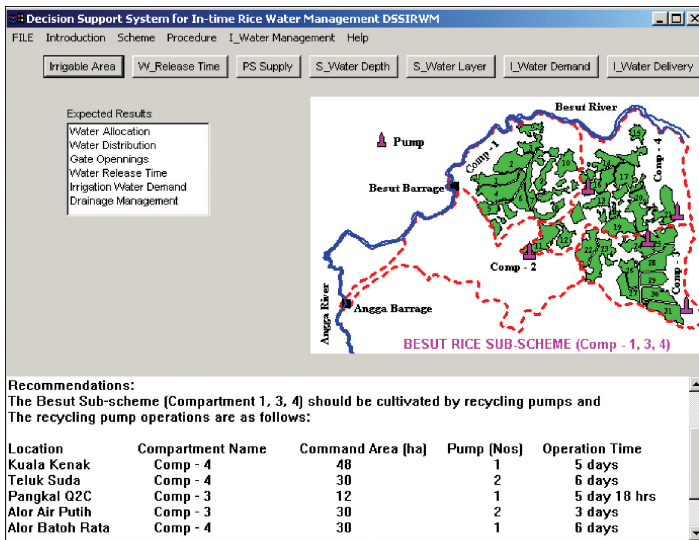 Decision Support System for In-time Rice Water Management DSSIRWM
FILE Introduction Scheme Procedure I_Water Management Help
Irrigable Area W_Release Time PS Supply S_Water Depth S_Water Layer I_Water Demand I_Water Delivery
Expected Results
Water Allocation
Water Distribution
Gate Opennings
Water Release Time
Irrigation Water Demand
Drainage Management
Besut River
Pump
Comp - 1
Comp - 4
Besut Barrage
Comp - 2
Comp - 3
Angga River
Angga Barrage
BESUT RICE SUB-SCHEME (Comp - 1, 3, 4)
Recommendations:
The Besut Sub-scheme (Compartment 1, 3, 4) should be cultivated by recycling pumps and
The recycling pump operations are as follows:
Location Compartment Name Command Area (ha) Pump (Nos) Operation Time
Kuala Kenak Comp - 4 48 1 5 days
Teluk Suda Comp - 4 30 2 6 days
Pangkal Q2C Comp - 3 12 1 5 day 18 hrs
Alor Air Putih Comp - 3 30 2 3 days
Alor Batoh Rata Comp - 4 30 1 6 days